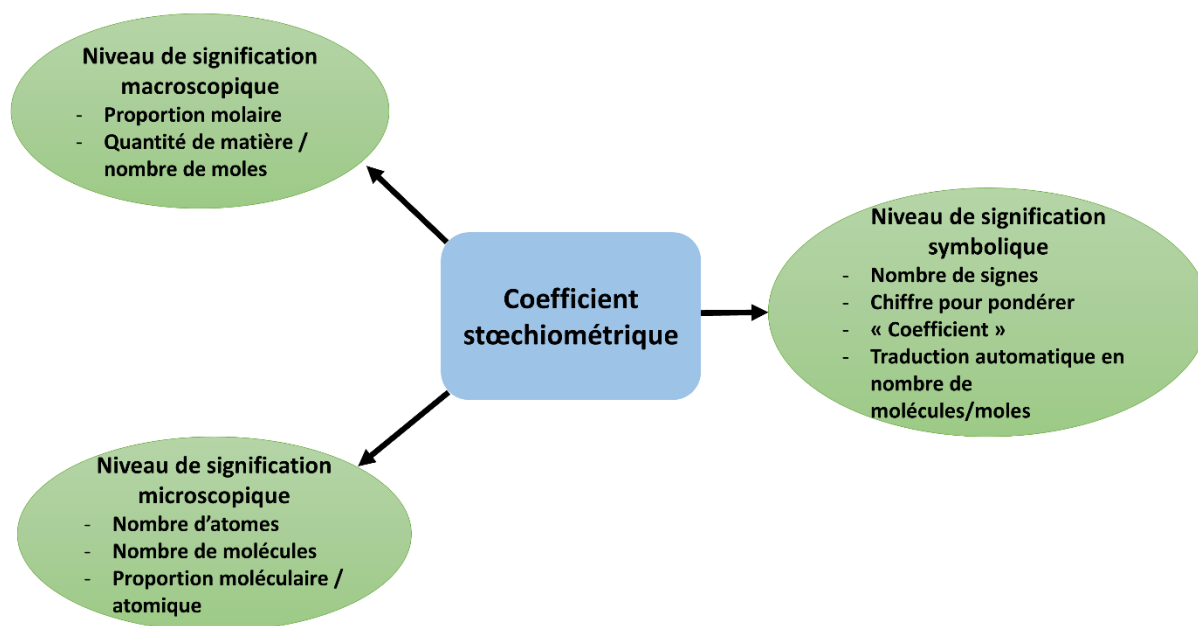 Niveau de signification
macroscopique
- Proportion molaire
- Quantité de matière /
nombre de moles
Coefficient
stœchiométrique
Niveau de signification
symbolique
- Nombre de signes
- Chiffre pour pondérer
- « Coefficient »
- Traduction automatique en
nombre de
molécules/moles
Niveau de signification
microscopique
- Nombre d’atomes
- Nombre de molécules
- Proportion moléculaire /
atomique